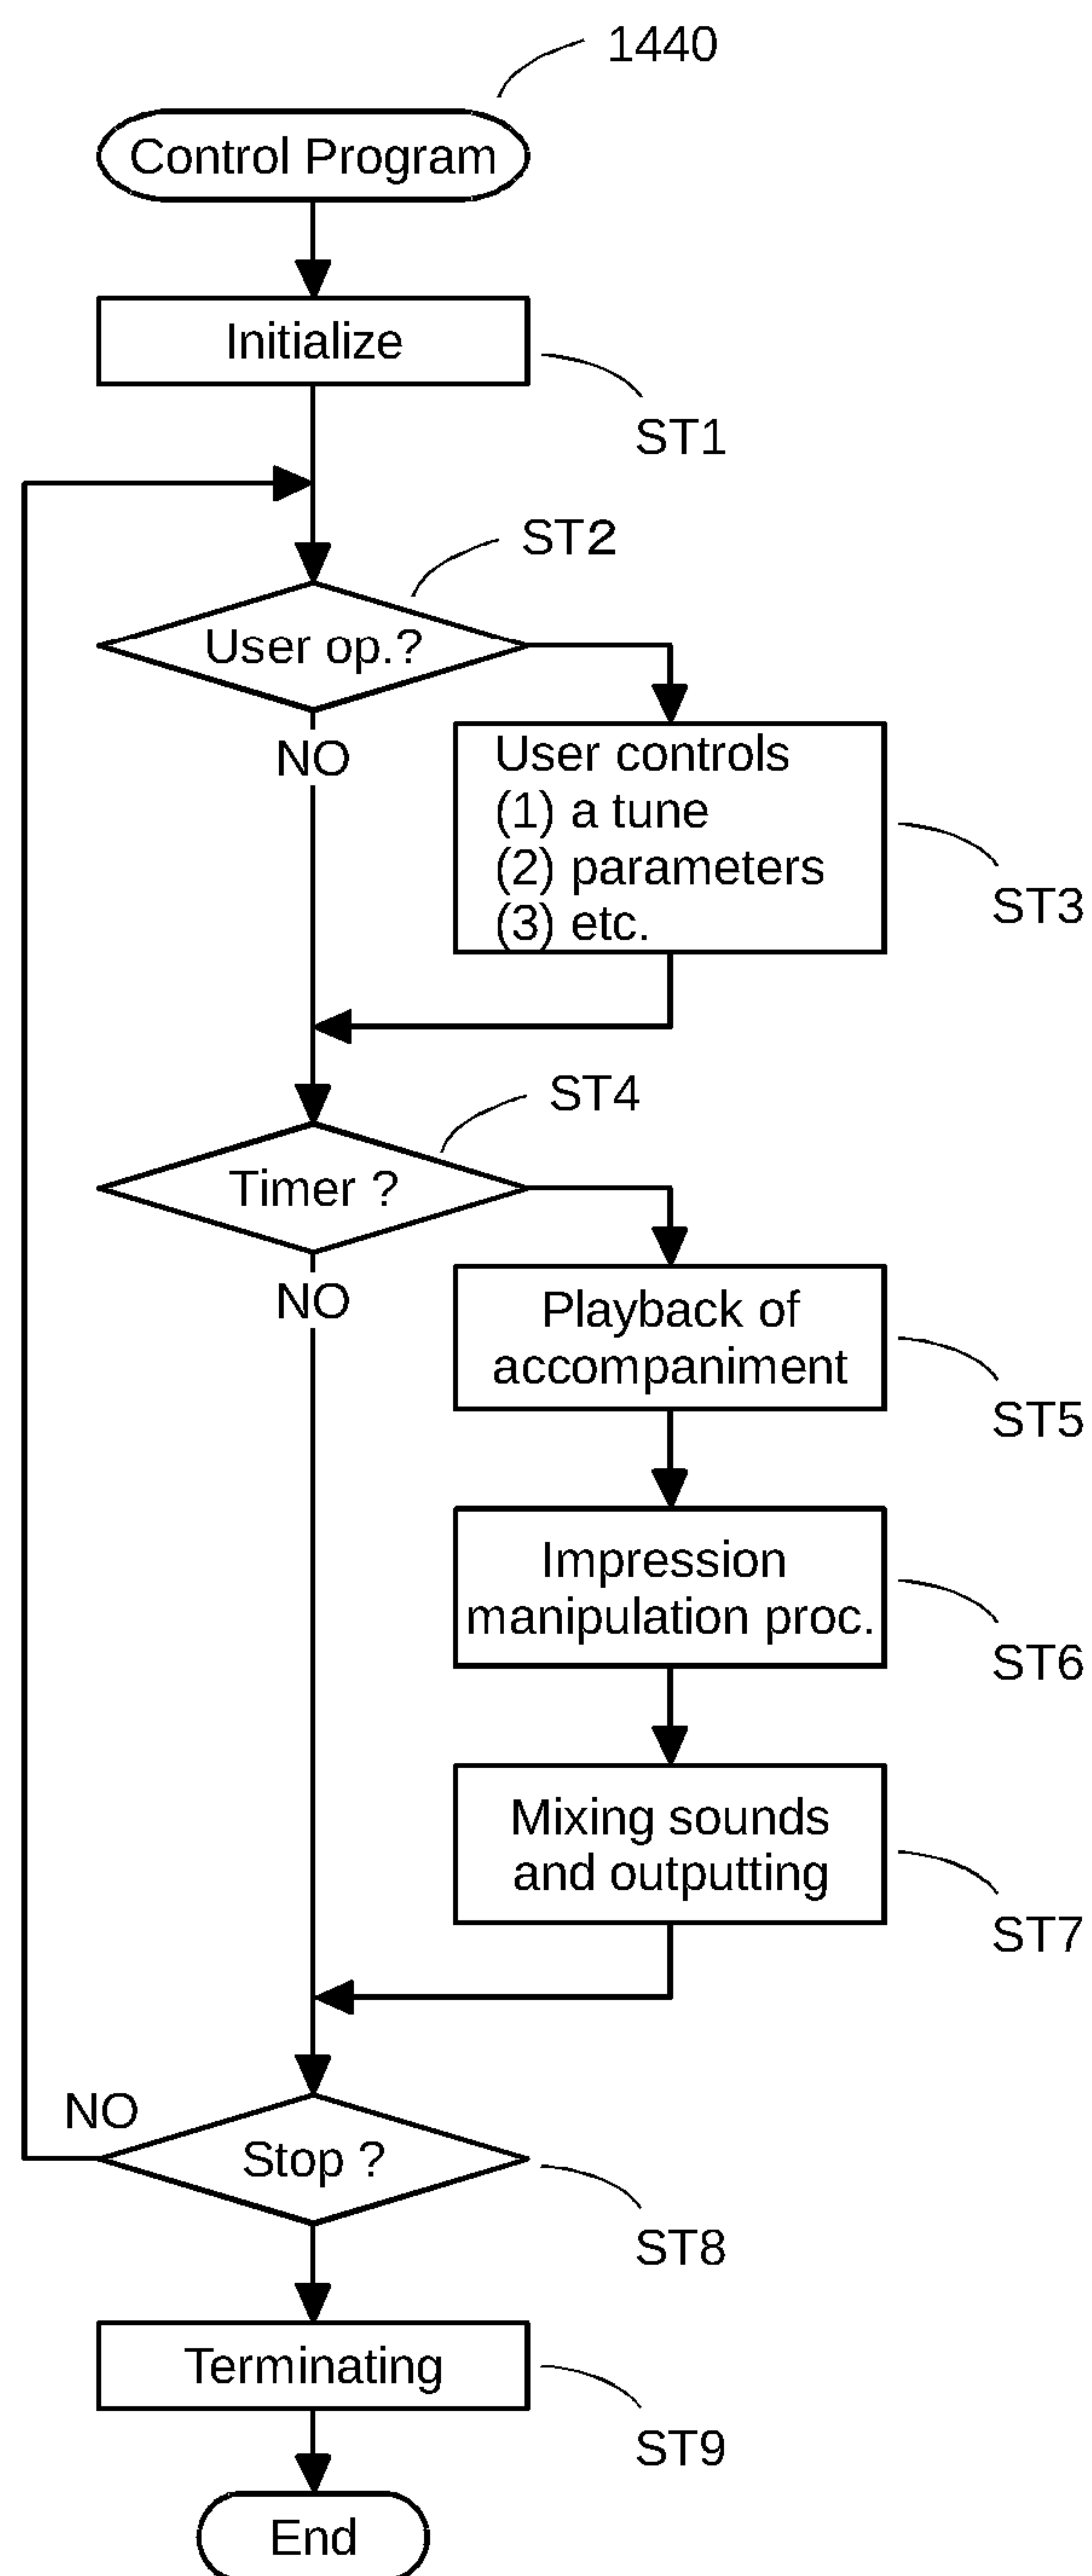 1440
Control Program
Initialize
ST1
ST2
User op.?
NO
User controls
(1) a tune
(2) parameters
(3) etc.
ST3
ST4
Timer ?
NO
Playback of
accompaniment
ST5
Impression
manipulation proc.
ST6
Mixing sounds
and outputting
ST7
NO
Stop ?
ST8
Terminating
ST9
End